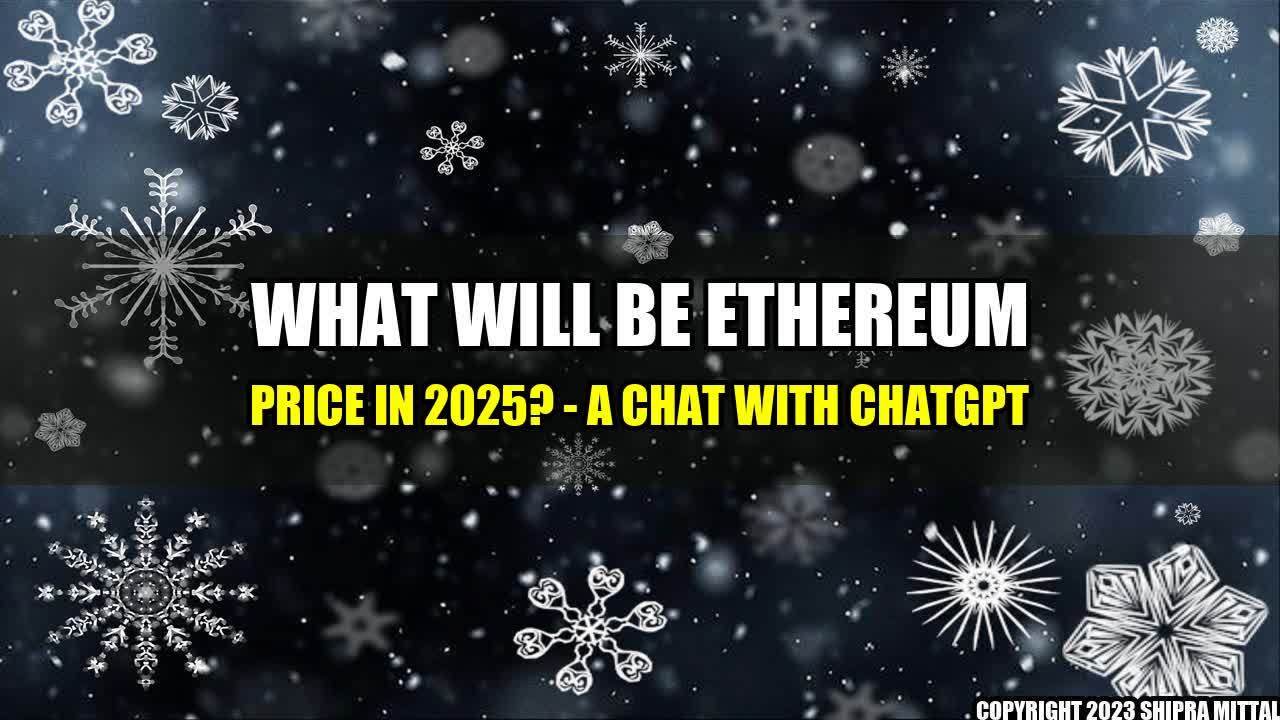 WHAT WILL BE ETHEREUM
PRICE IN 2025? - A CHAT WITH CHATGPT
COPYRIGHT 2023 SHIPRA MITTAL